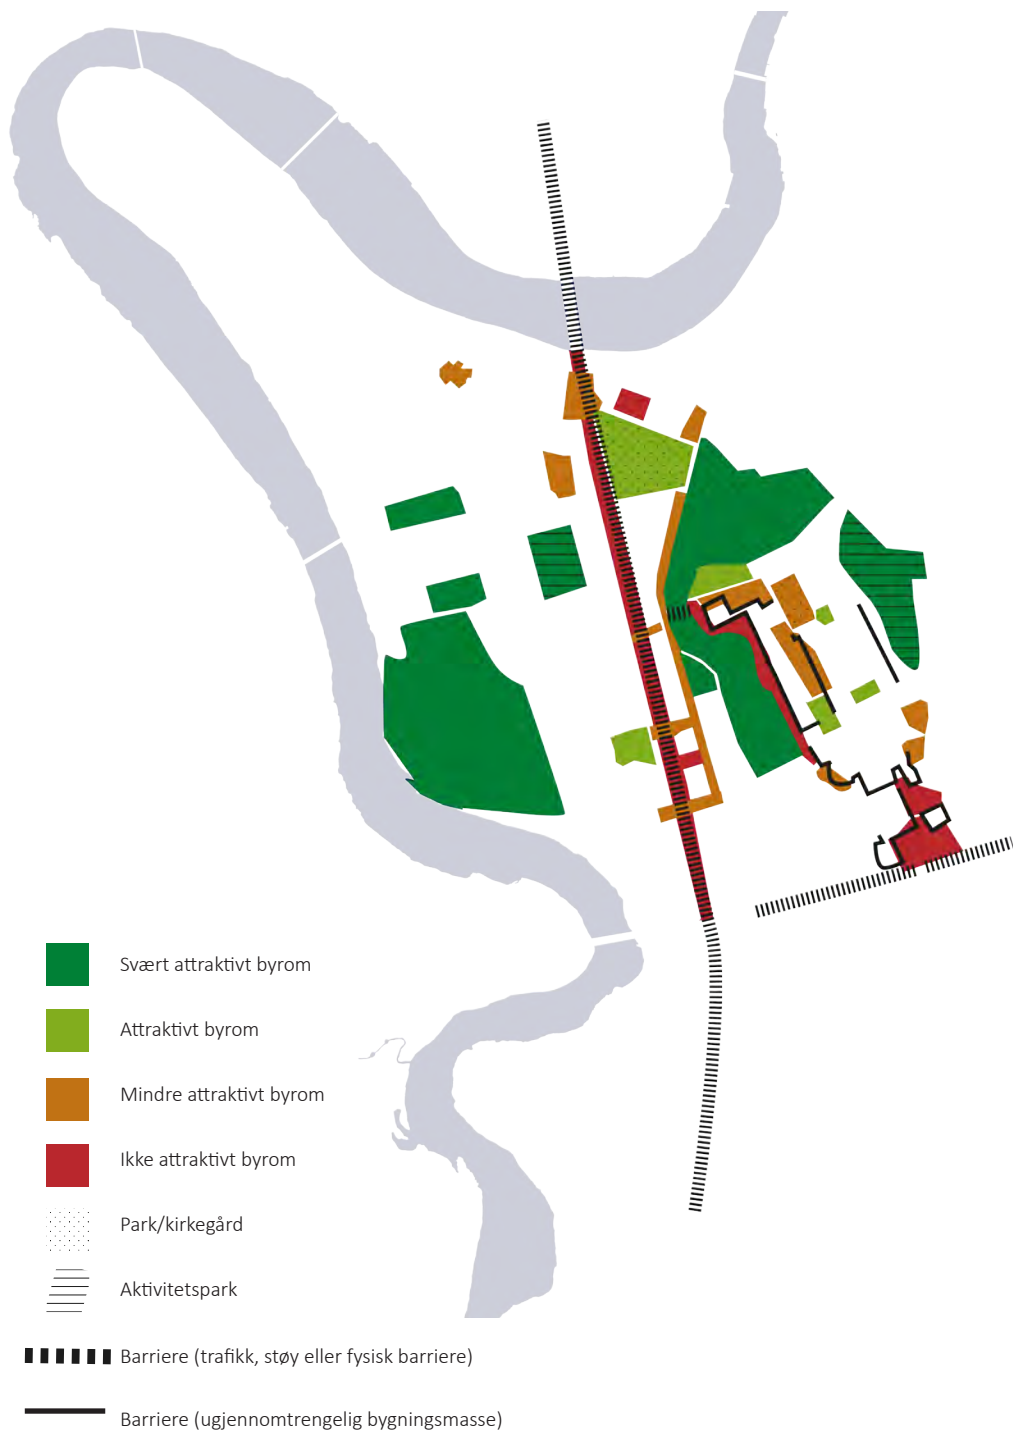 Svært attraktivt byrom
Attraktivt byrom
Mindre attraktivt byrom
Ikke attraktivt byrom
Park/kirkegård
Aktivitetspark
Barriere (trafikk, støy eller fysisk barriere)
Barriere (ugjennomtrengelig bygningsmasse)